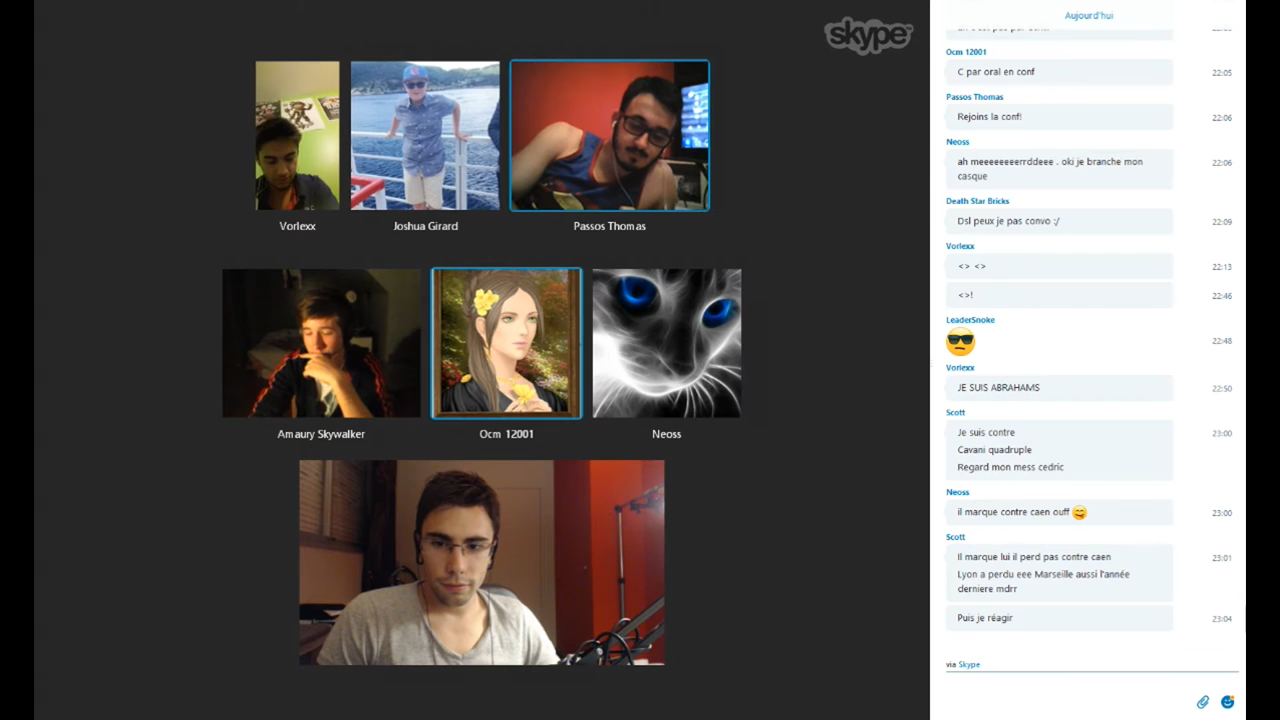 skype
Vorlexx
Joshua Girard
Passos Thomas
Amaury Skywalker
Ocm 12001
Neoss
Aujourd'hui
Ocm 12001
C par oral en conf
22:05
Passos Thomas
Rejoins la conf!
22:06
Neoss
ah meeeeeeerrddeee . oki je branche mon
casque
22:06
Death Star Bricks
Dsl peux je pas convo :/
22:09
Vorlexx
<> <>
22:13
<>!
22:46
LeaderSnoke
22:48
Vorlexx
JE SUIS ABRAHAMS
22:50
Scott
Je suis contre
23:00
Cavani quadruple
Regard mon mess cedric
Neoss
il marque contre caen ouff
23:00
Scott
Il marque lui il perd pas contre caen
23:01
Lyon a perdu eee Marseille aussi l'année
derniere mdrr
Puis je réagir
23:04
via Skype